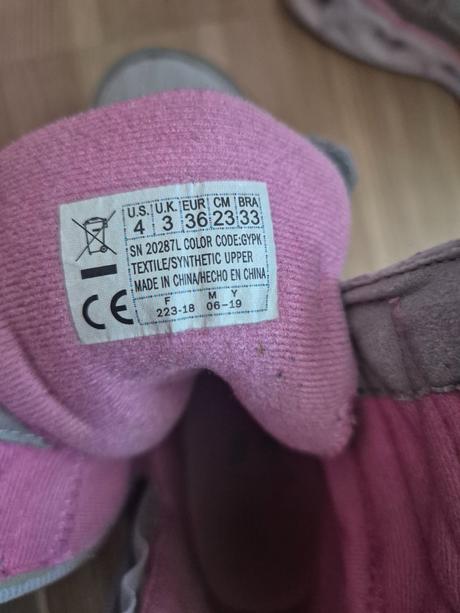 U.S. U.K EUR CM BRA
4 3 36 23 33
SN 20287L COLOR CODE:GYPK
TEXTILE/SYNTHETIC UPPER
MADE IN CHINA/HECHO EN CHINA
CE
F M Y
223-18 06-19